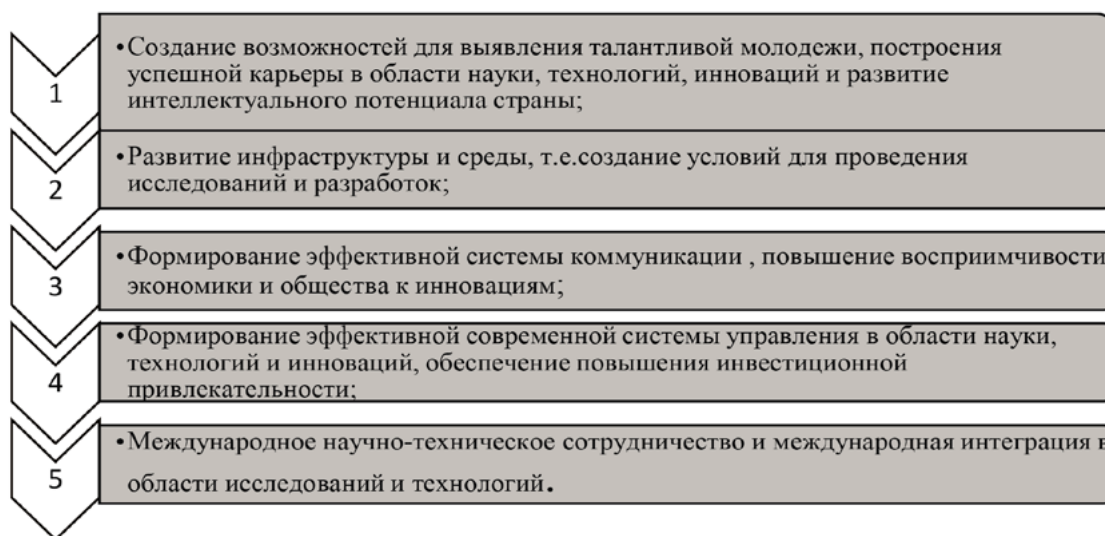 1
•Создание возможностей для выявления талантливой молодежи, построения
успешной карьеры в области науки, технологий, инноваций и развитие
интеллектуального потенциала страны;
2
•Развитие инфраструктуры и среды, т.е.создание условий для проведения
исследований и разработок;
3
•Формирование эффективной системы коммуникации , повышение восприимчивости
экономики и общества к инновациям;
4
•Формирование эффективной современной системы управления в области науки,
технологий и инноваций, обеспечение повышения инвестиционной
привлекательности;
5
•Международное научно-техническое сотрудничество и международная интеграция в
области исследований и технологий.